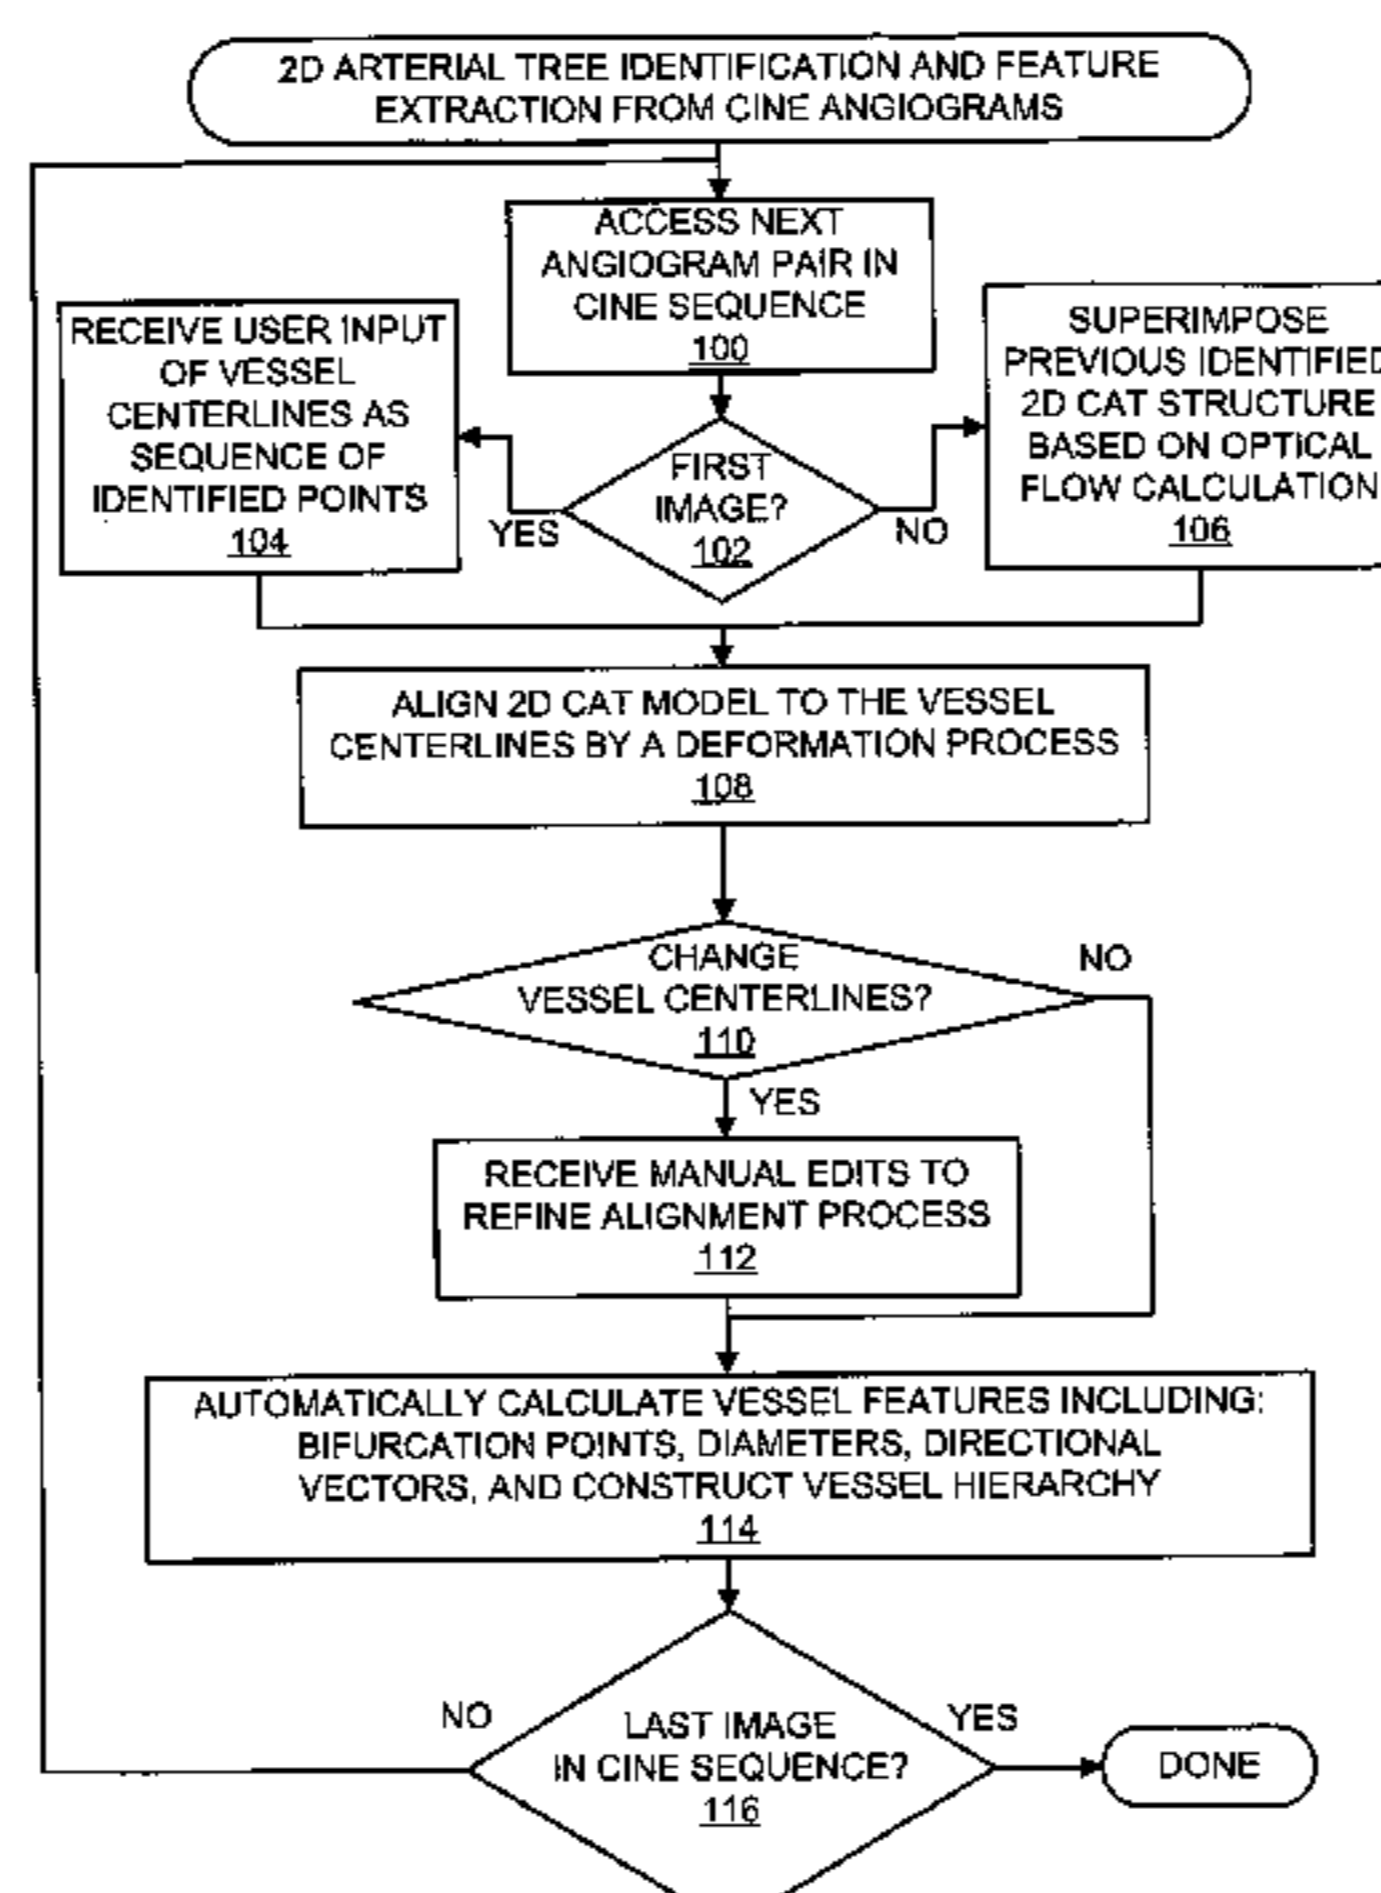 2D ARTERIAL TREE IDENTIFICATION AND FEATURE
EXTRACTION FROM CINE ANGIOGRAMS
ACCESS NEXT
ANGIOGRAM PAIR IN
CINE SEQUENCE
100
RECEIVE USER INPUT
OF VESSEL
CENTERLINES AS
SEQUENCE OF
IDENTIFIED POINTS
104
FIRST
IMAGE?
102
YES
NO
SUPERIMPOSE
PREVIOUS IDENTIFIED
2D CAT STRUCTURE
BASED ON OPTICAL
FLOW CALCULATION
106
ALIGN 2D CAT MODEL TO THE VESSEL
CENTERLINES BY A DEFORMATION PROCESS
108
CHANGE
VESSEL CENTERLINES?
110
NO
YES
RECEIVE MANUAL EDITS TO
REFINE ALIGNMENT PROCESS
112
AUTOMATICALLY CALCULATE VESSEL FEATURES INCLUDING:
BIFURCATION POINTS, DIAMETERS, DIRECTIONAL
VECTORS, AND CONSTRUCT VESSEL HIERARCHY
114
NO
LAST IMAGE
IN CINE SEQUENCE?
116
YES
DONE